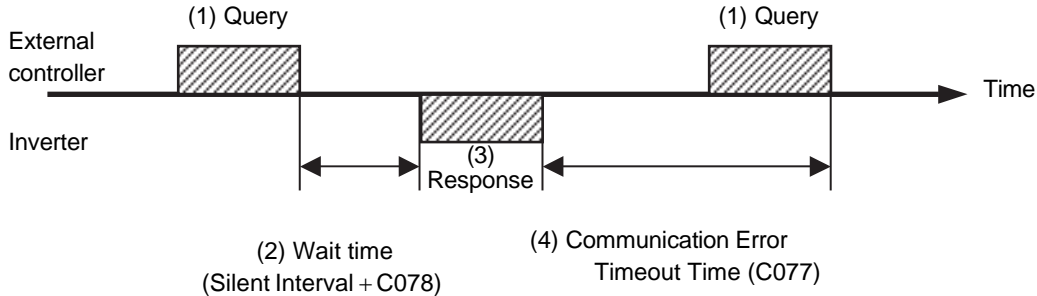 (1) Query
(1) Query
External
controller
Time
Inverter
(3)
Response
(2) Wait time
(Silent Interval + C078)
(4) Communication Error
Timeout Time (C077)